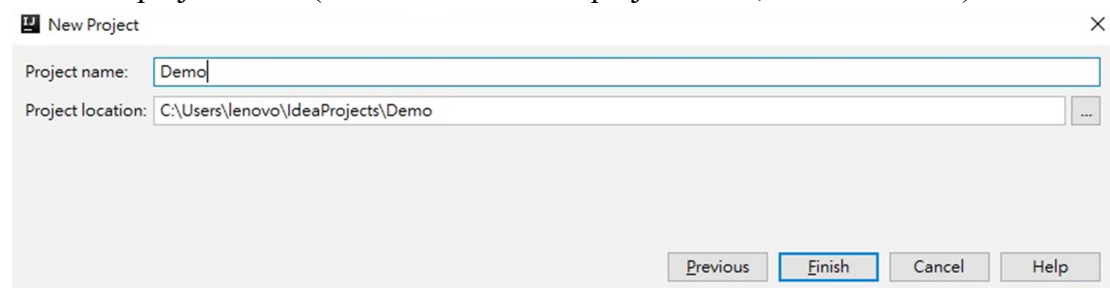 New Project
Project name: Demo
Project location: C:\Users\lenovo\IdeaProjects\Demo ...
Previous Finish Cancel Help